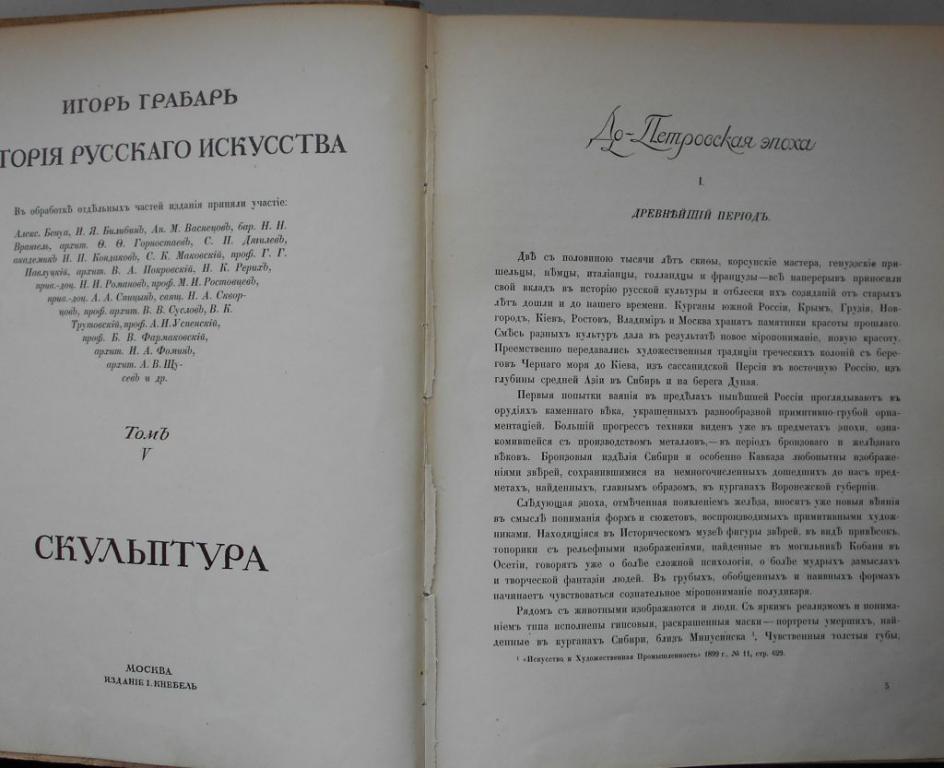 ИГОРЬ ГРАБАРЬ
ТОРІЯ РУССКАГО ИСКУССТВА
Въ обработкѣ отдѣльныхъ частей изданія приняли участіе:
Алекс. Бенуа, И. Я. Билибинъ, Ап. М. Васнецовъ, бар. Н. Н.
Врангель, архит. Ѳ. Ѳ. Горностаевъ, С. П. Дягилевъ,
академикъ Н. П. Кондаковъ, С. К. Маковскій, проф. Г. Г.
Павлуцкій, архит. В. А. Покровскій, Н. К. Рерихъ,
прив.-доц. Н. И. Романовъ, проф. М. И. Ростовцевъ,
прив.-доц. А. А. Спицынъ, свящ. Н. А. Сквор-
цовъ, проф. архит. В. В. Сусловъ, В. К.
Трутовскій, проф. А. И. Успенскій,
проф. Б. В. Фармаковскій,
архит. И. А. Фоминъ,
архит. А. В. Щу-
севъ и др.
Томъ
V
СКУЛЬПТУРА
МОСКВА
ИЗДАНІЕ І. КНЕБЕЛЬ
До-Петровская эпоха
I.
ДРЕВНѢЙШІЙ ПЕРІОДЪ.
Двѣ съ половиною тысячи лѣтъ скиѳы, корсунскіе мастера, генуэзскіе при-
шельцы, нѣмцы, италіанцы, голландцы и французы—всѣ наперерывъ приносили
свой вкладъ въ исторію русской культуры и отблески ихъ созиданій отъ старыхъ
лѣтъ дошли и до нашего времени. Курганы южной Россіи, Крымъ, Грузія, Нов-
городъ, Кіевъ, Ростовъ, Владимiръ и Москва хранятъ памятники красоты прошлаго.
Смѣсь разныхъ культуръ дала въ результатѣ новое міропониманіе, новую красоту.
Преемственно передавались художественныя традиціи греческихъ колоній съ бере-
говъ Чернаго моря до Кіева, изъ сассанидской Персіи въ восточную Россію, изъ
глубины средней Азіи въ Сибирь и на берега Дуная.
Первыя попытки ваянія въ предѣлахъ нынѣшней Россіи проглядываютъ въ
орудіяхъ каменнаго вѣка, украшенныхъ разнообразной примитивно-грубой орна-
ментаціей. Большій прогрессъ техники виденъ уже въ предметахъ эпохи, озна-
комившейся съ производствомъ металловъ,—въ періодъ бронзоваго и желѣзнаго
вѣковъ. Бронзовыя издѣлія Сибири и особенно Кавказа любопытны изображе-
ніями звѣрей, сохранившимися на немногочисленныхъ дошедшихъ до насъ пред-
метахъ, найденныхъ, главнымъ образомъ, въ курганахъ Воронежской губерніи.
Слѣдующая эпоха, отмѣченная появленіемъ желѣза, вноситъ уже новыя вѣянія
въ смыслѣ пониманія формъ и сюжетовъ, воспроизводимыхъ примитивными худож-
никами. Находящіяся въ Историческомъ музеѣ фигуры звѣрей, въ видѣ привѣсокъ,
топорики съ рельефными изображеніями, найденные въ могильникѣ Кобани въ
Осетіи, говорятъ уже о болѣе сложной психологіи, о болѣе мудрыхъ замыслахъ
и творческой фантазіи людей. Въ грубыхъ, обобщенныхъ и наивныхъ формахъ
начинаетъ чувствоваться сознательное міропониманіе полудикаря.
Рядомъ съ животными изображаются и люди. Съ яркимъ реализмомъ и понима-
ніемъ типа исполнены гипсовыя, раскрашенныя маски—портреты умершихъ, най-
денные въ курганахъ Сибири, близъ Минусинска ¹. Чувственныя толстыя губы,
¹ «Искусство и Художественная Промышленность» 1899 г., № 11, стр. 629.
5